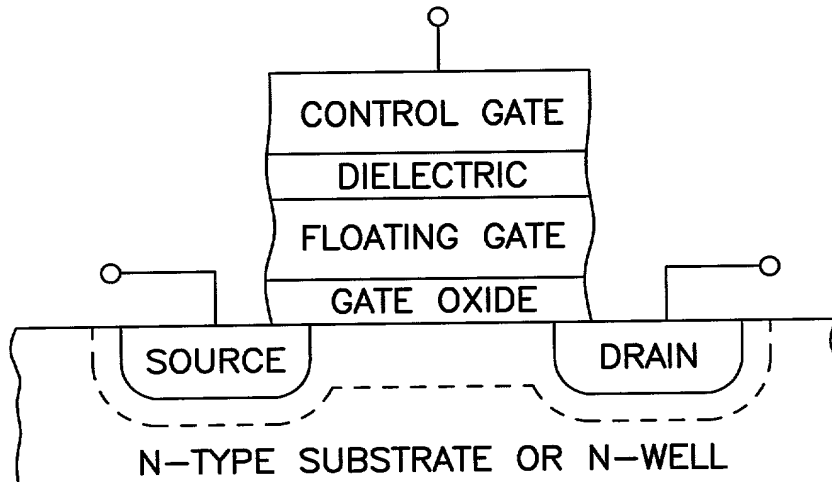 CONTROL GATE
DIELECTRIC
FLOATING GATE
GATE OXIDE
SOURCE
DRAIN
N-TYPE SUBSTRATE OR N-WELL